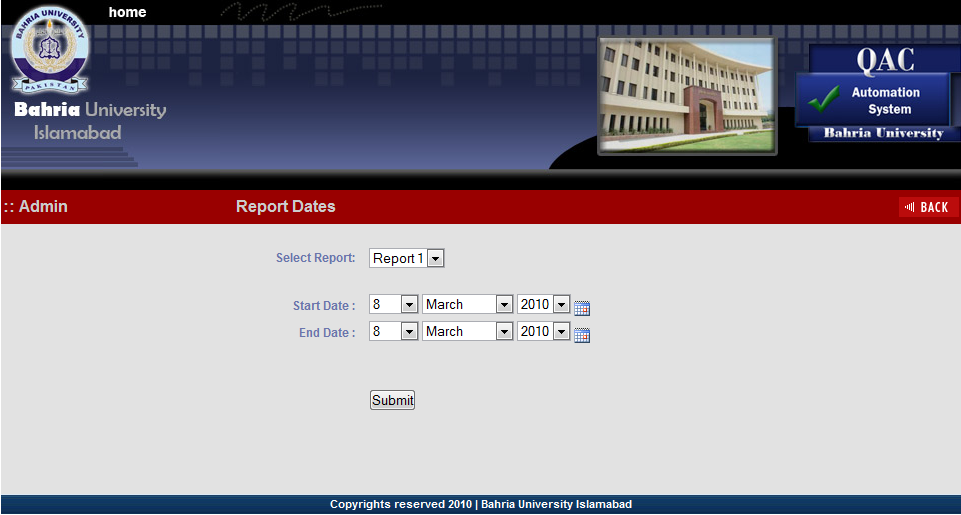 home
BAHRIA UNIVERSITY
PAKISTAN
Bahria University
Islamabad
QAC
Automation
System
Bahria University
:: Admin
Report Dates
BACK
Select Report: Report 1
Start Date : 8 March 2010
End Date : 8 March 2010
Submit
Copyrights reserved 2010 | Bahria University Islamabad